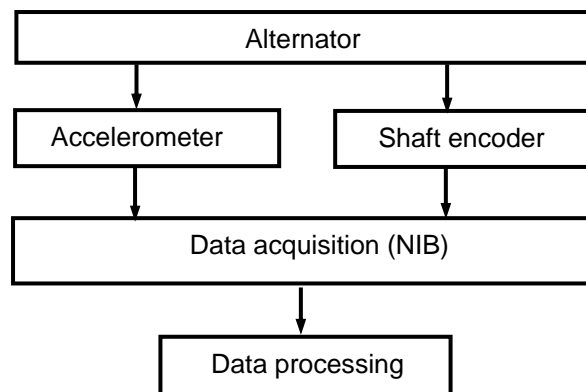 Alternator
Accelerometer
Shaft encoder
Data acquisition (NIB)
Data processing